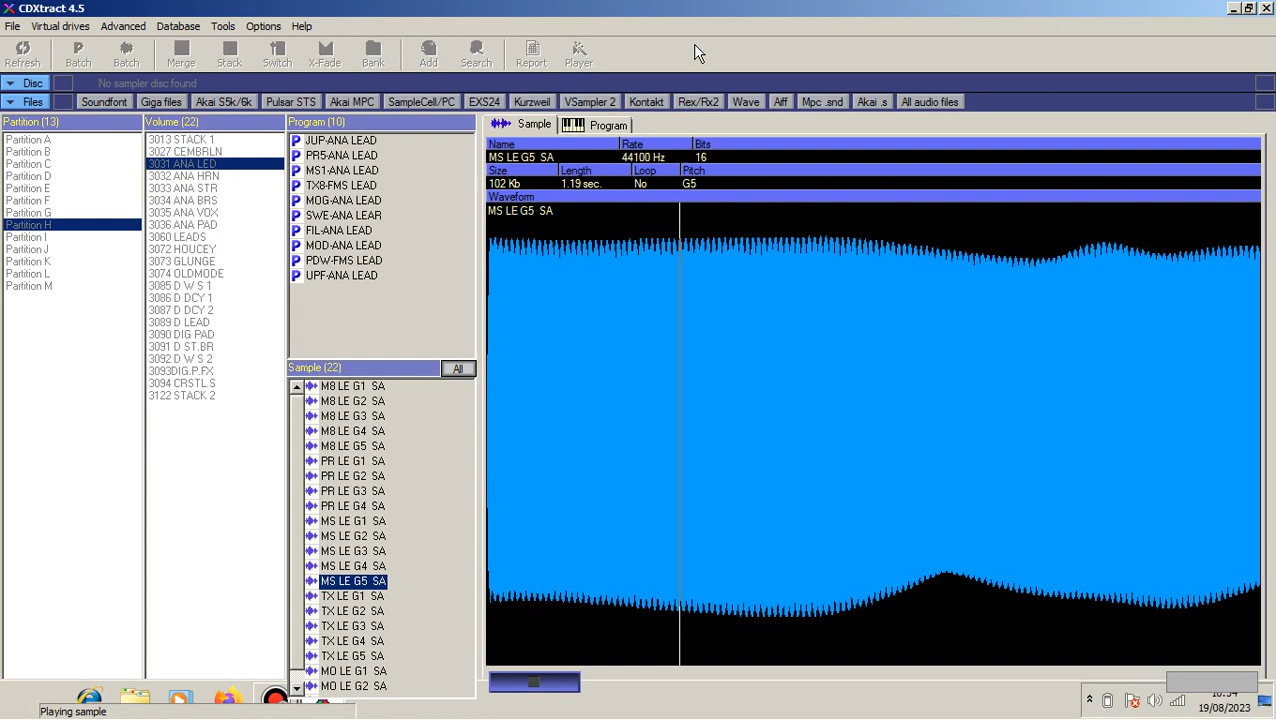 CDXtract 4.5
File Virtual drives Advanced Database Tools Options Help
Refresh Batch Batch Merge Stack Switch X-Fade Bank Add Search Report Player
Disc No sampler disc found
Files Soundfont Giga files Akai S5k/6k Pulsar STS Akai MPC SampleCell/PC EXS24 Kurzweil VSampler 2 Kontakt Rex/Rx2 Wave Aiff Mpc .snd Akai .s All audio files
Partition (13)
Partition A
Partition B
Partition C
Partition D
Partition E
Partition F
Partition G
Partition H
Partition I
Partition J
Partition K
Partition L
Partition M
Volume (22)
3013 STACK 1
3027 CEMBRLN
3031 ANA LED
3032 ANA HRN
3033 ANA STR
3034 ANA BRS
3035 ANA VOX
3036 ANA PAD
3060 LEADS
3072 HOUCEY
3073 GLUNGE
3074 OLDMODE
3085 D W S 1
3086 D DCY 1
3087 D DCY 2
3089 D LEAD
3090 DIG PAD
3091 D ST.BR
3092 D W S 2
3093DIG.P.FX
3094 CRSTL.S
3122 STACK 2
Program (10)
P JUP-ANA LEAD
P PR5-ANA LEAD
P MS1-ANA LEAD
P TX8-FMS LEAD
P MOG-ANA LEAD
P SWE-ANA LEAR
P FIL-ANA LEAD
P MOD-ANA LEAD
P PDW-FMS LEAD
P UPF-ANA LEAD
Sample (22) All
M8 LE G1 SA
M8 LE G2 SA
M8 LE G3 SA
M8 LE G4 SA
M8 LE G5 SA
PR LE G1 SA
PR LE G2 SA
PR LE G3 SA
PR LE G4 SA
MS LE G1 SA
MS LE G2 SA
MS LE G3 SA
MS LE G4 SA
MS LE G5 SA
TX LE G1 SA
TX LE G2 SA
TX LE G3 SA
TX LE G4 SA
TX LE G5 SA
MO LE G1 SA
MO LE G2 SA
Sample Program
Name Rate Bits
MS LE G5 SA 44100 Hz 16
Size Length Loop Pitch
102 Kb 1.19 sec. No G5
Waveform
MS LE G5 SA
Playing sample
19/08/2023